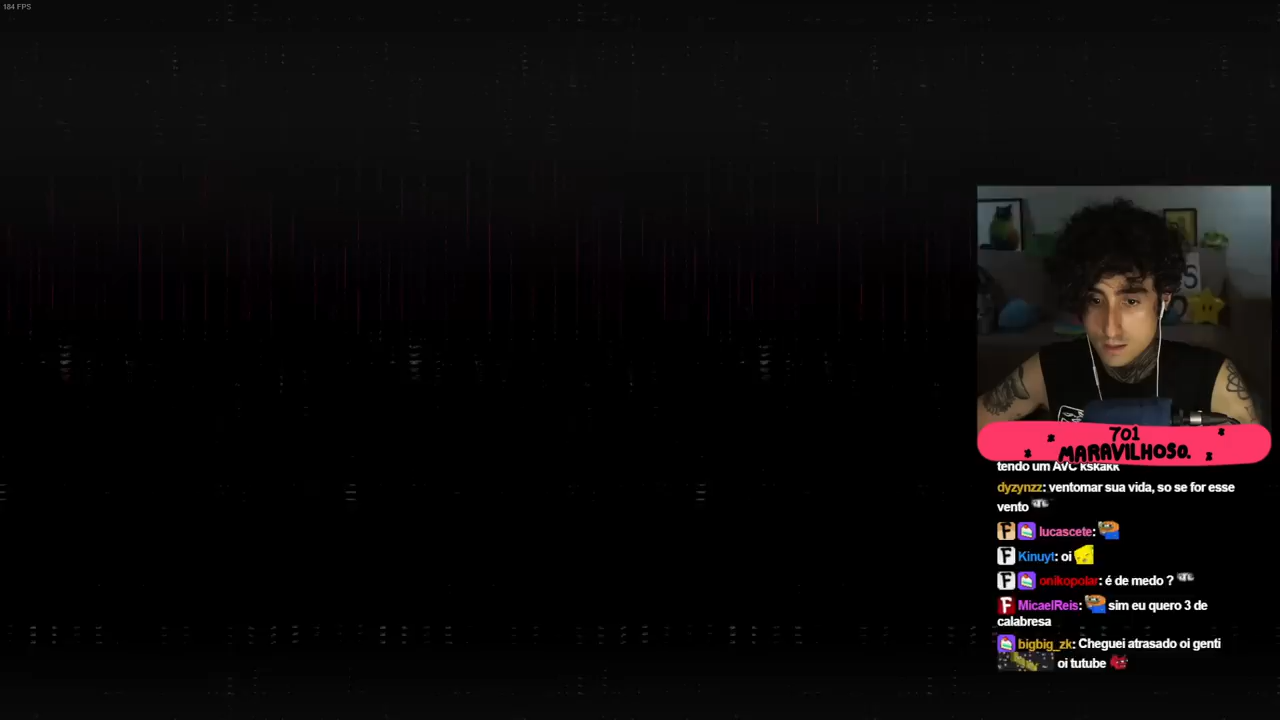 184 FPS
701
MARAVILHOSO.
tendo um AVC kskakk
dyzynzz: ventomar sua vida, so se for esse
vento
lucascete:
Kinuyt: oi
onikopolar: é de medo ?
MicaelReis: sim eu quero 3 de
calabresa
bigbig_zk: Cheguei atrasado oi genti
oi tutube